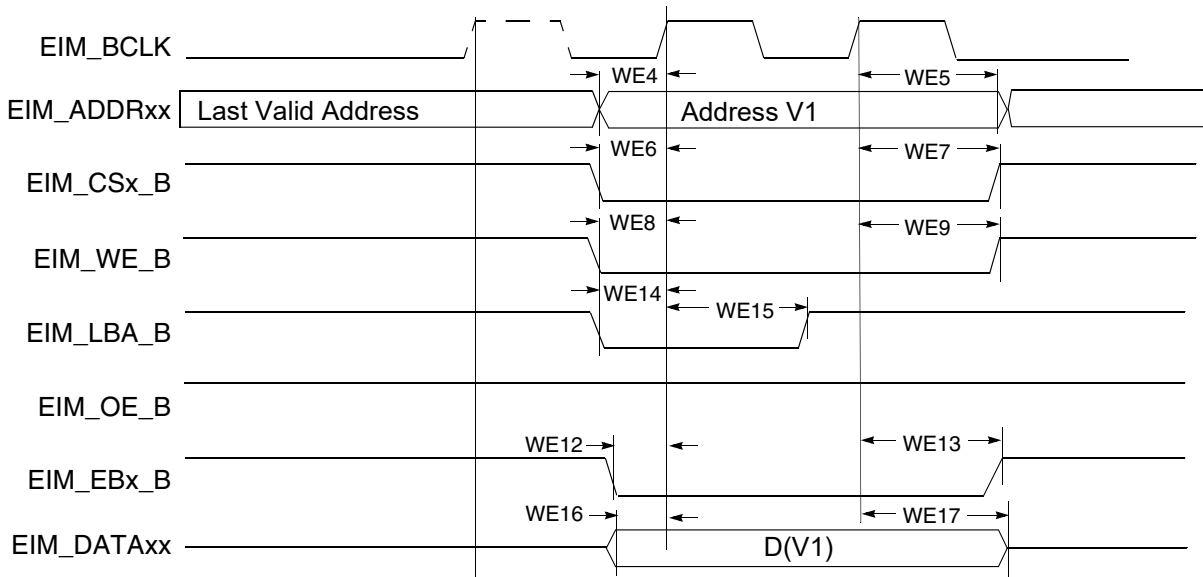 EIM_BCLK
WE4
WE5
EIM_ADDRxx
Last Valid Address
Address V1
WE6
WE7
EIM_CSx_B
WE8
WE9
EIM_WE_B
WE14
WE15
EIM_LBA_B
EIM_OE_B
WE12
WE13
EIM_EBx_B
WE16
WE17
EIM_DATAxx
D(V1)